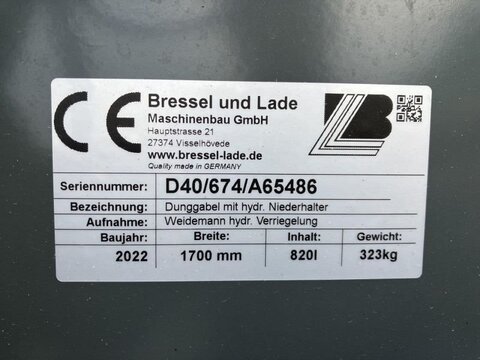 CE
Bressel und Lade
Maschinenbau GmbH
Hauptstrasse 21
27374 Visselhövede
www.bressel-lade.de
Quality made in GERMANY
Seriennummer: D40/674/A65486
Bezeichnung: Dunggabel mit hydr. Niederhalter
Aufnahme: Weidemann hydr. Verriegelung
Baujahr: Breite: Inhalt: Gewicht:
2022 1700 mm 820l 323kg